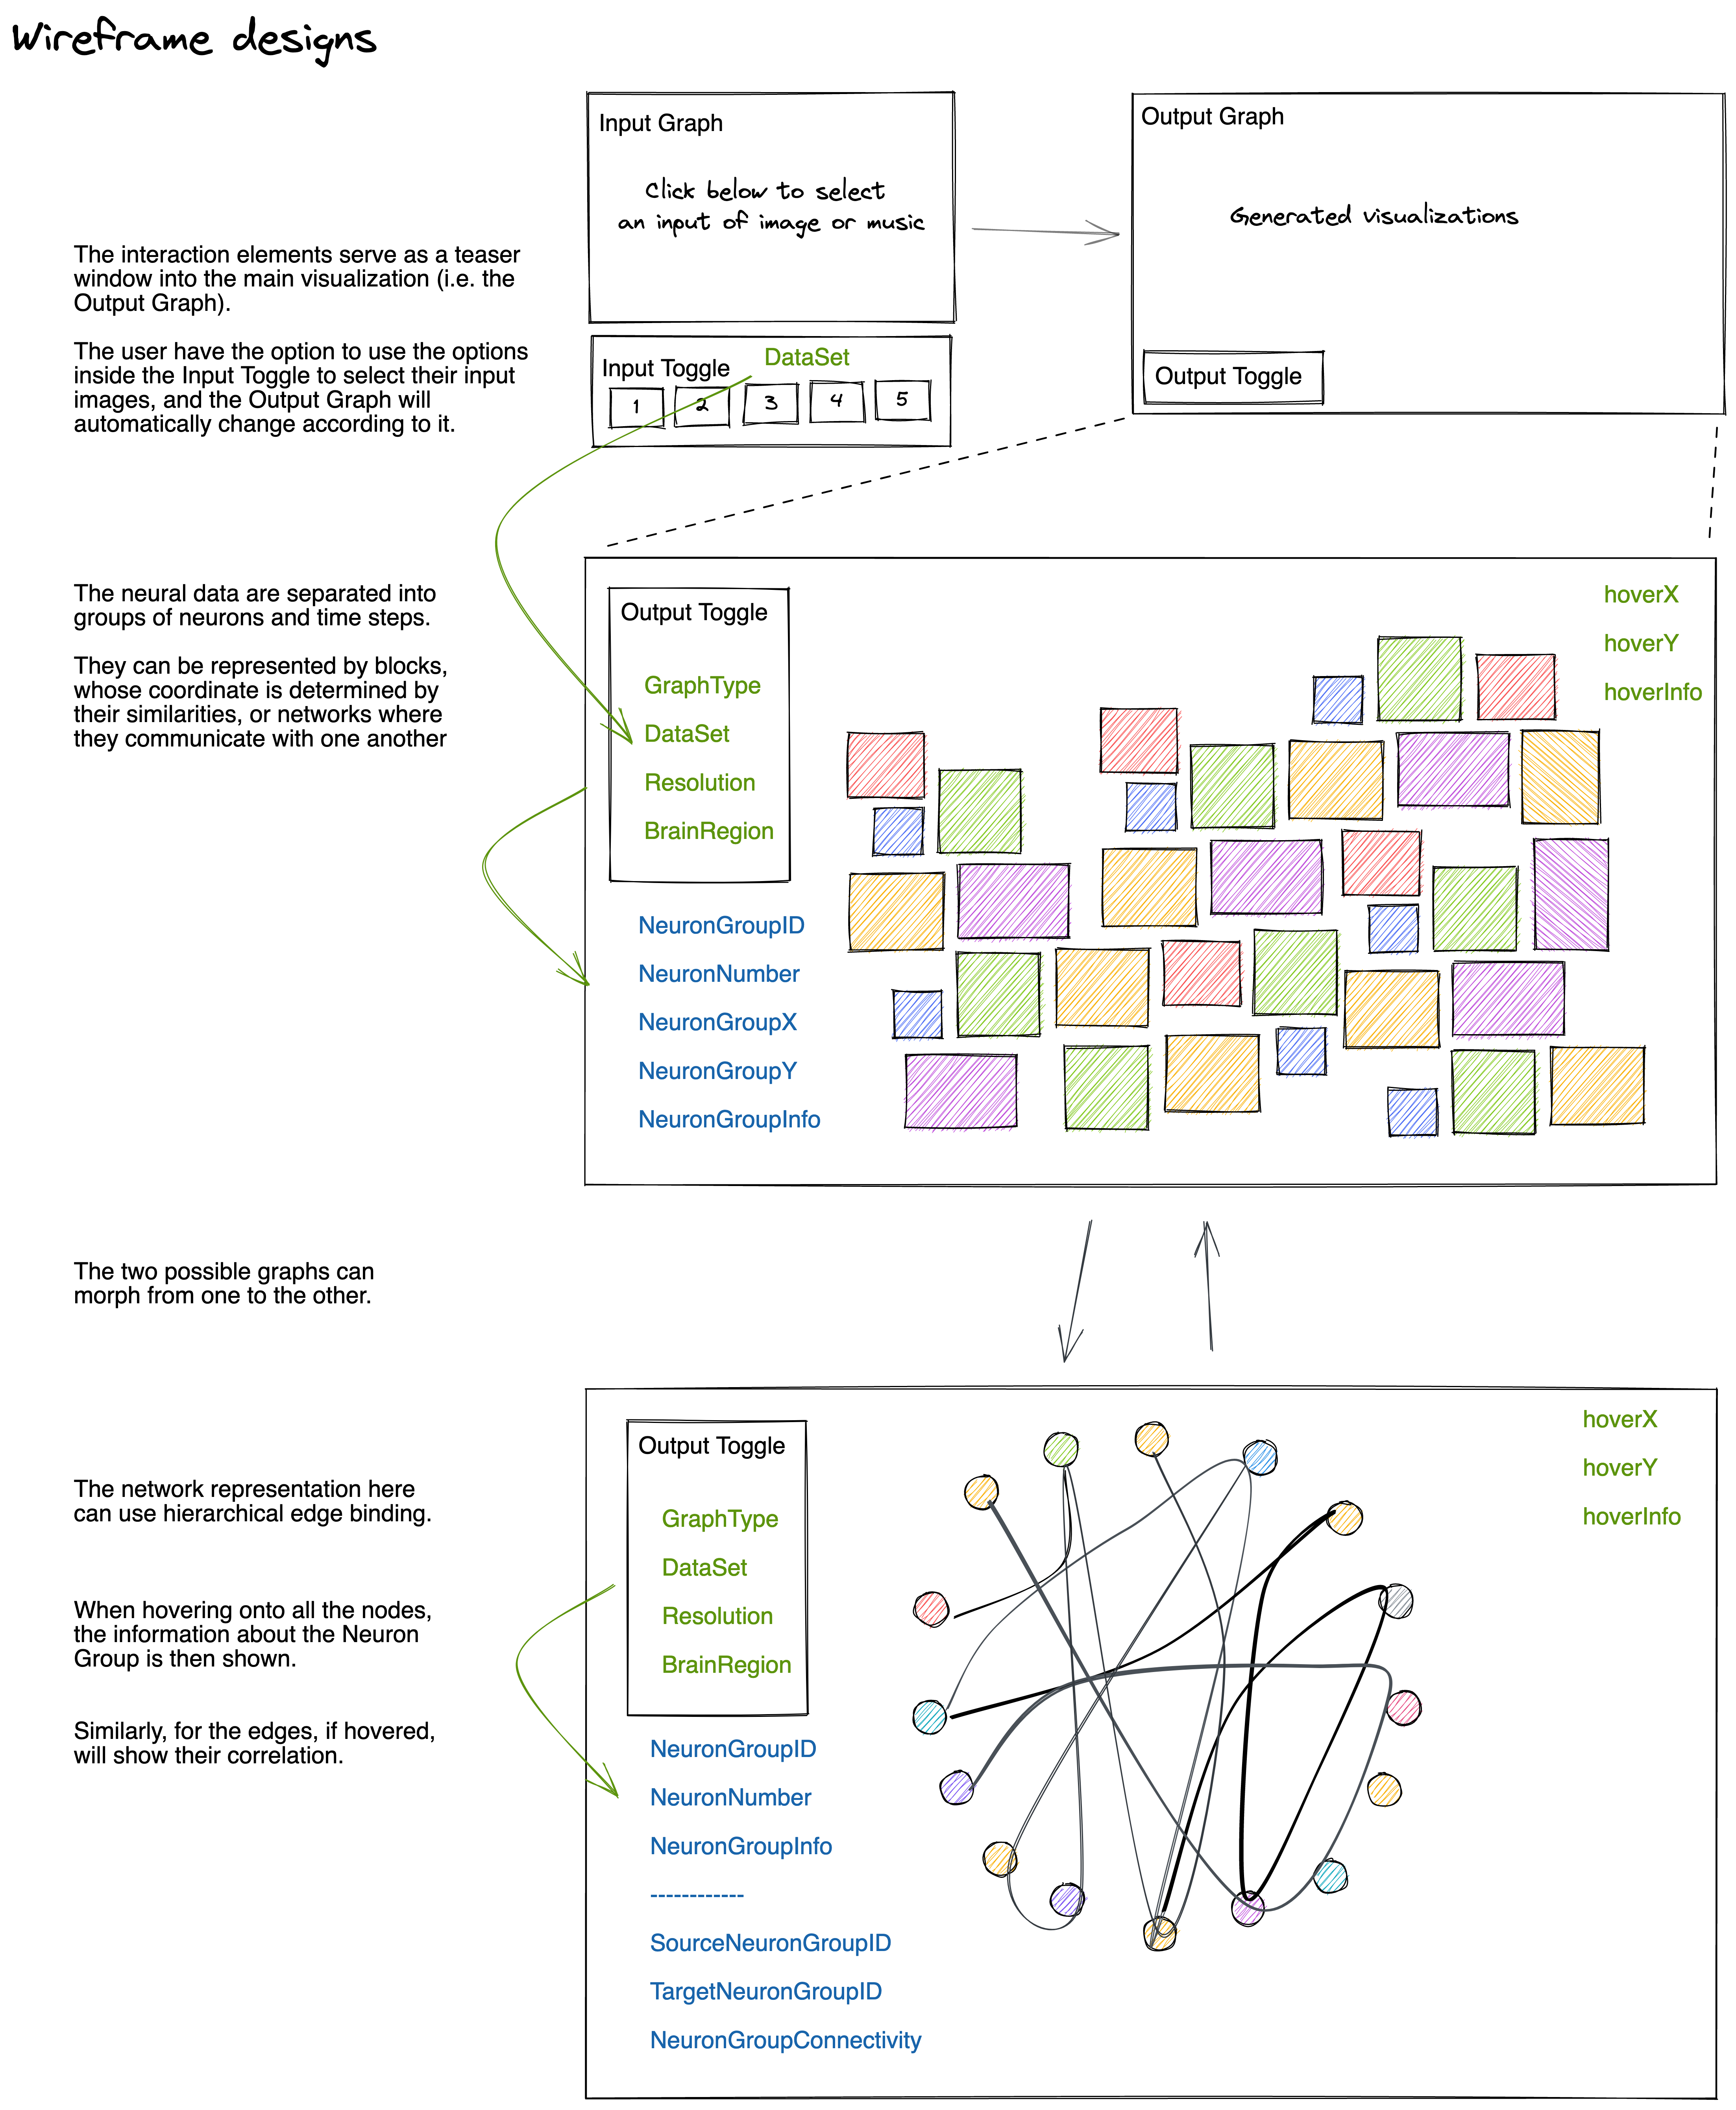 Wireframe designs
Input Graph
Click below to select
an input of image or music
Output Graph
Generated visualizations
Output Toggle
Input Toggle
DataSet
1
2
3
4
5
The interaction elements serve as a teaser
window into the main visualization (i.e. the
Output Graph).
The user have the option to use the options
inside the Input Toggle to select their input
images, and the Output Graph will
automatically change according to it.
The neural data are separated into
groups of neurons and time steps.
They can be represented by blocks,
whose coordinate is determined by
their similarities, or networks where
they communicate with one another
Output Toggle
GraphType
DataSet
Resolution
BrainRegion
NeuronGroupID
NeuronNumber
NeuronGroupX
NeuronGroupY
NeuronGroupInfo
hoverX
hoverY
hoverInfo
The two possible graphs can
morph from one to the other.
The network representation here
can use hierarchical edge binding.
When hovering onto all the nodes,
the information about the Neuron
Group is then shown.
Similarly, for the edges, if hovered,
will show their correlation.
Output Toggle
GraphType
DataSet
Resolution
BrainRegion
NeuronGroupID
NeuronNumber
NeuronGroupInfo
------------
SourceNeuronGroupID
TargetNeuronGroupID
NeuronGroupConnectivity
hoverX
hoverY
hoverInfo